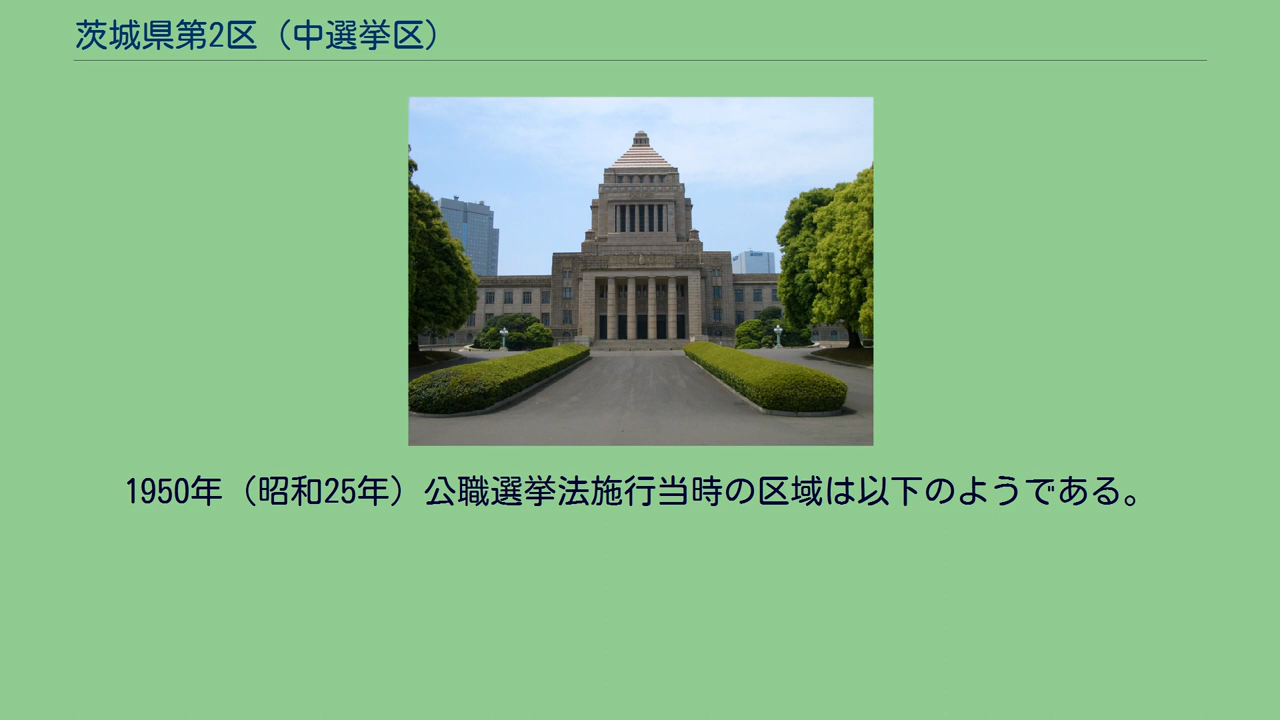 茨城県第2区（中選挙区）
1950年（昭和25年）公職選挙法施行当時の区域は以下のようである。